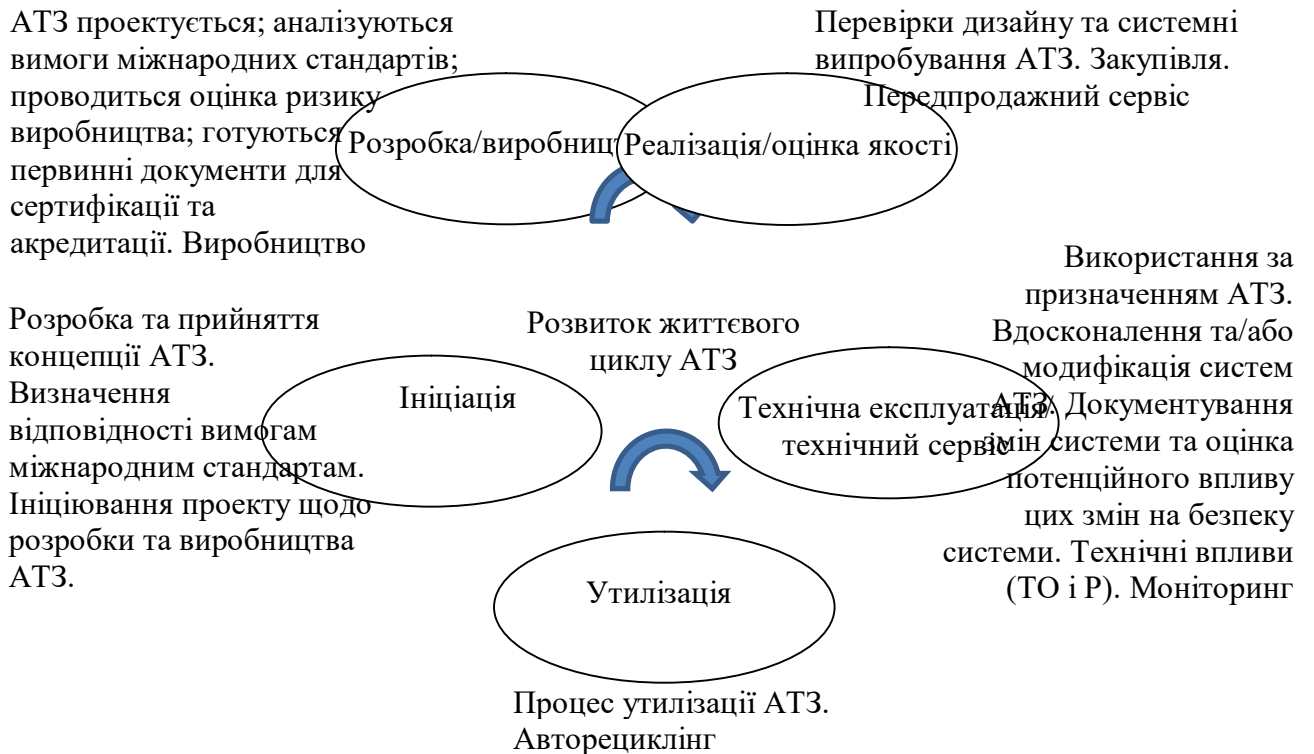 АТЗ проектується; аналізуються
вимоги міжнародних стандартів;
проводиться оцінка ризику
виробництва; готуються
первинні документи для
сертифікації та
акредитації. Виробництво
Розробка/виробниц
Реалізація/оцінка якості
Перевірки дизайну та системні
випробування АТЗ. Закупівля.
Передпродажний сервіс
Розробка та прийняття
концепції АТЗ.
Визначення
відповідності вимогам
міжнародним стандартам.
Ініціювання проекту щодо
розробки та виробництва
АТЗ.
Ініціація
Розвиток життєвого
циклу АТЗ
Технічна експлуатація/
технічний сервіс
Використання за
призначенням АТЗ.
Вдосконалення та/або
модифікація систем
АТЗ. Документування
змін системи та оцінка
потенційного впливу
цих змін на безпеку
системи. Технічні впливи
(ТО і Р). Моніторинг
Утилізація
Процес утилізації АТЗ.
Авторециклінг